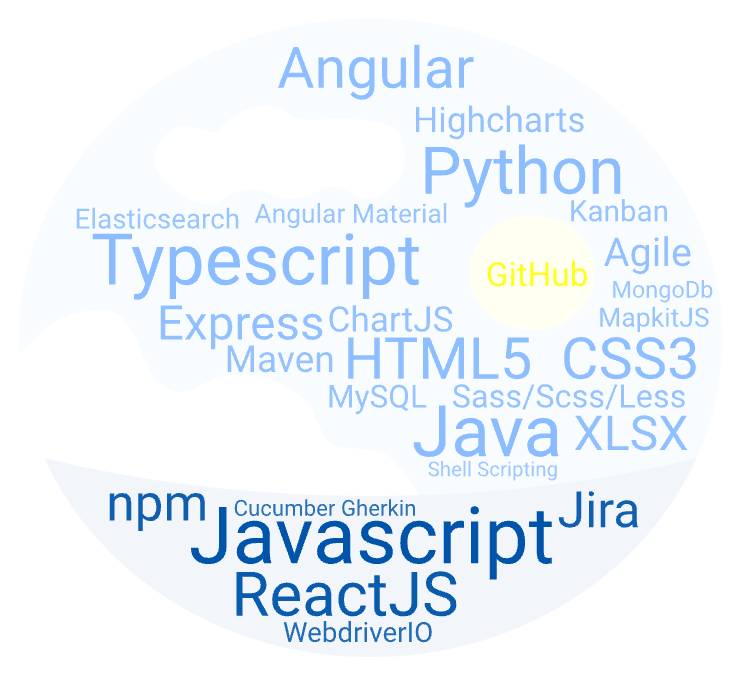 Angular
Highcharts
Python
Elasticsearch
Angular Material
Kanban
Typescript
GitHub
Agile
MongoDb
Express
ChartJS
MapkitJS
Maven
HTML5
CSS3
MySQL
Sass/Scss/Less
Java
XLSX
Shell Scripting
npm
Cucumber Gherkin
Jira
Javascript
ReactJS
WebdriverIO